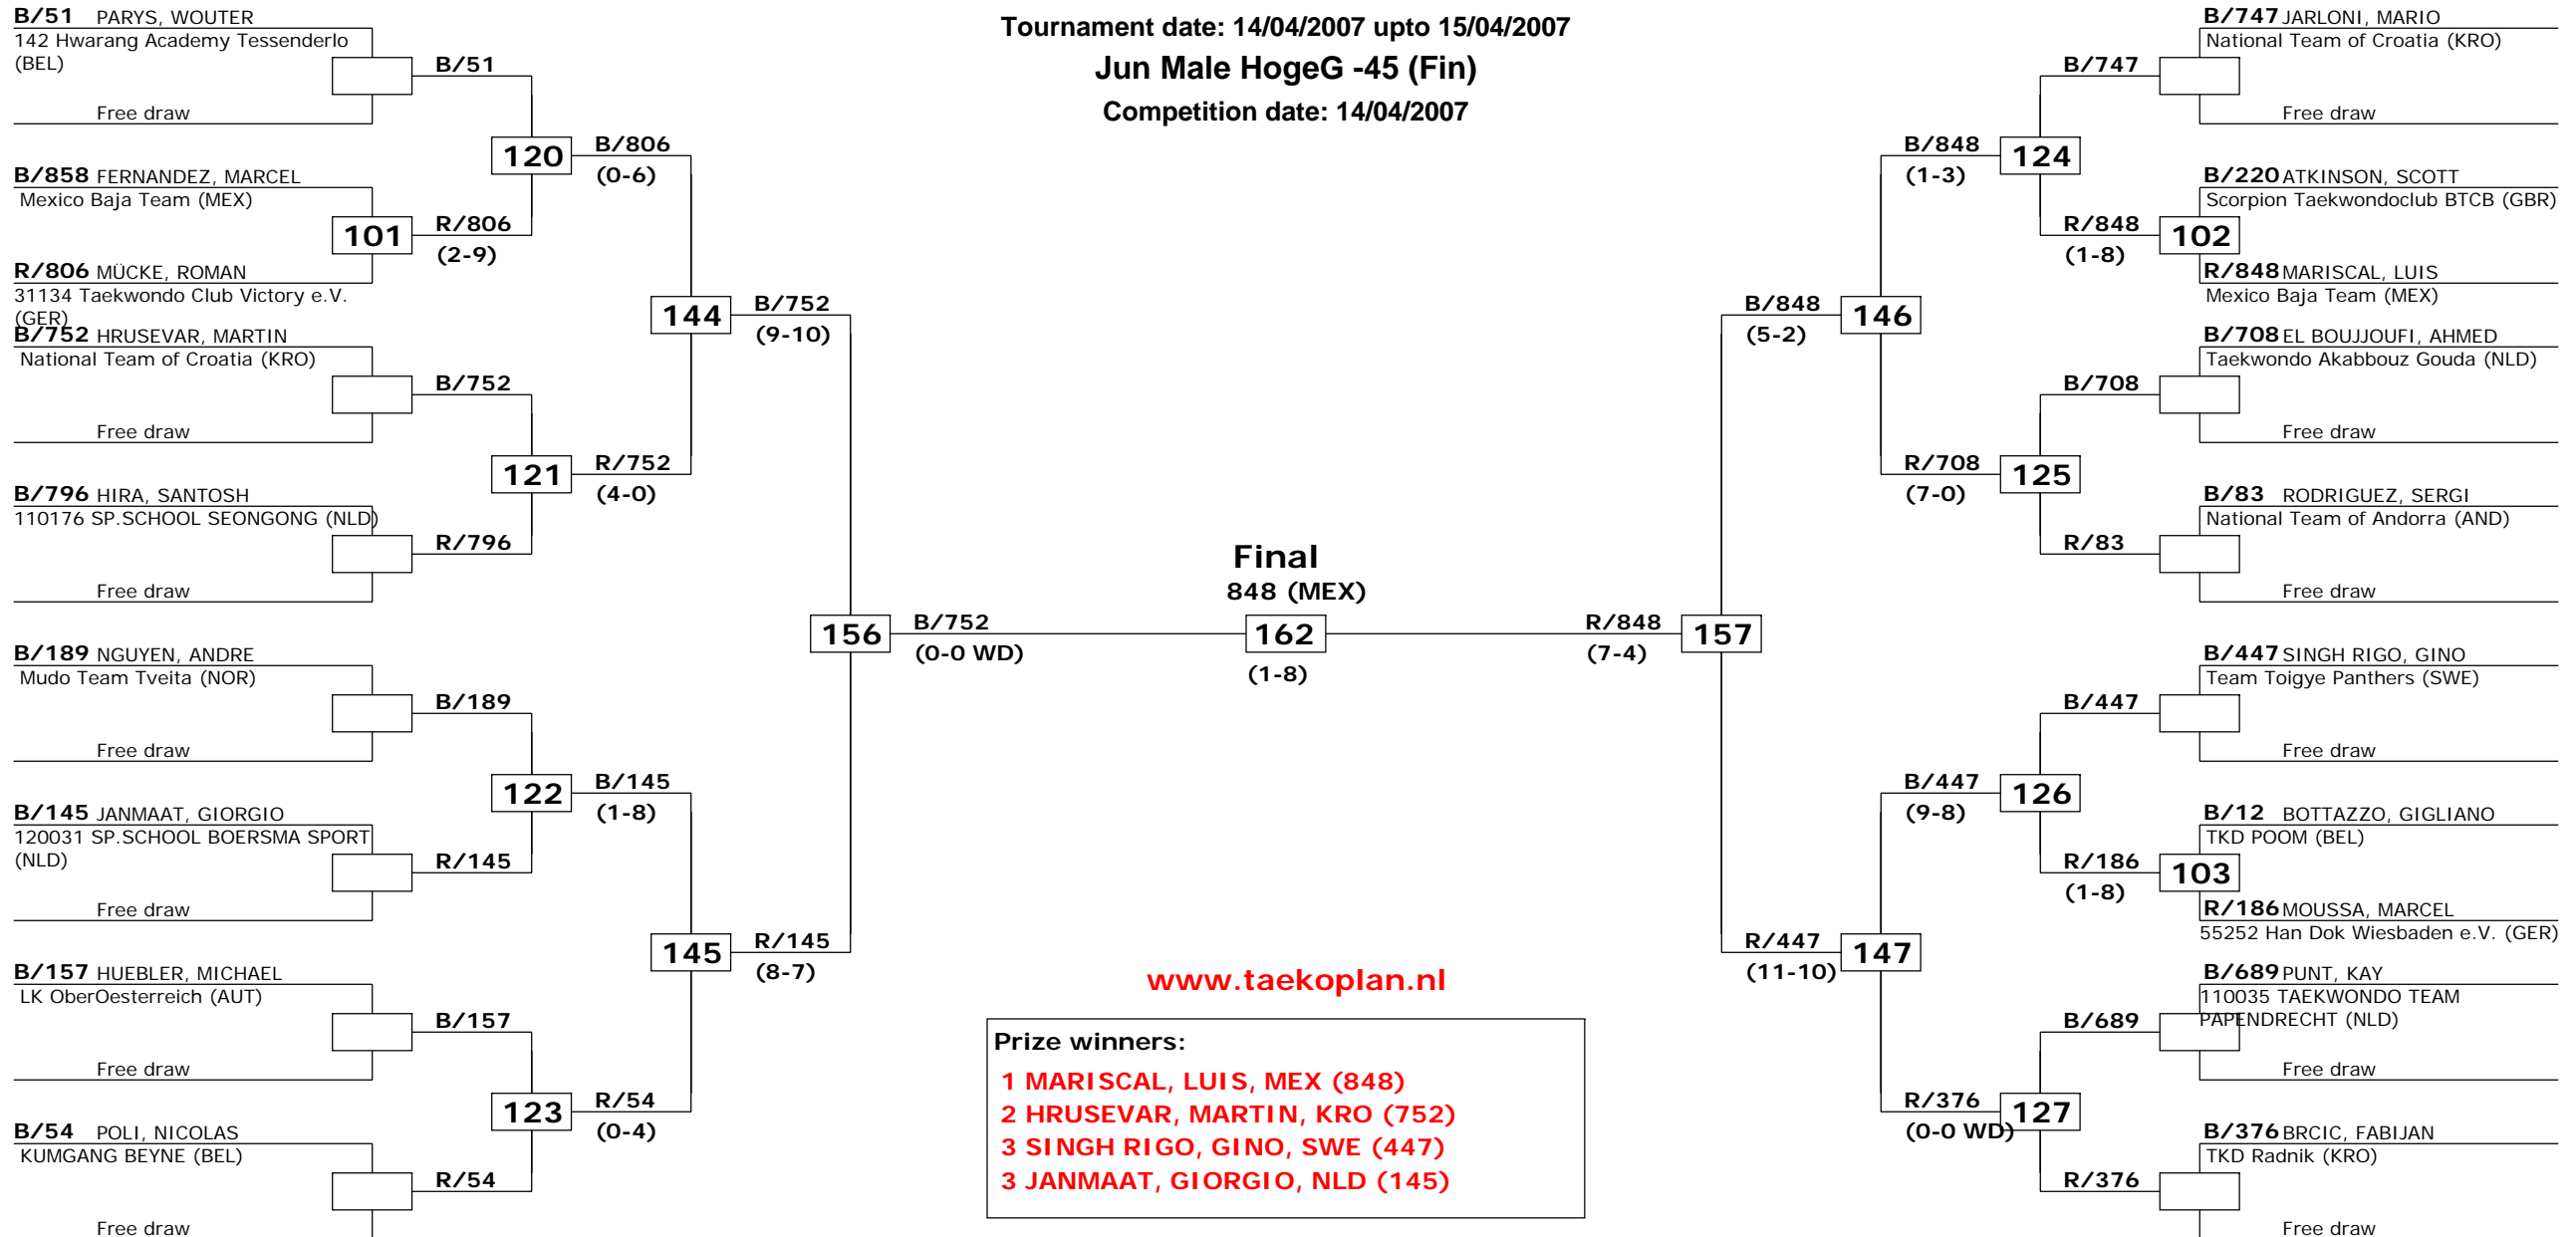 Tournament date: 14/04/2007 upto 15/04/2007
Jun Male HogeG -45 (Fin)
Competition date: 14/04/2007
B/51 PARYS, WOUTER
142 Hwarang Academy Tessenderlo
(BEL)
Free draw
B/51
B/858 FERNANDEZ, MARCEL
Mexico Baja Team (MEX)
101
R/806
(2-9)
R/806 MÜCKE, ROMAN
31134 Taekwondo Club Victory e.V.
(GER)
120
B/806
(0-6)
B/752 HRUSEVAR, MARTIN
National Team of Croatia (KRO)
Free draw
B/752
B/796 HIRA, SANTOSH
110176 SP.SCHOOL SEONGONG (NLD)
Free draw
R/796
121
R/752
(4-0)
144
B/752
(9-10)
B/189 NGUYEN, ANDRE
Mudo Team Tveita (NOR)
Free draw
B/189
B/145 JANMAAT, GIORGIO
120031 SP.SCHOOL BOERSMA SPORT
(NLD)
Free draw
R/145
122
B/145
(1-8)
B/157 HUEBLER, MICHAEL
LK OberOesterreich (AUT)
Free draw
B/157
B/54 POLI, NICOLAS
KUMGANG BEYNE (BEL)
Free draw
R/54
123
R/54
(0-4)
145
R/145
(8-7)
156
B/752
(0-0 WD)
Final
848 (MEX)
162
(1-8)
R/848
(7-4)
157
B/848
(5-2)
146
B/848
(1-3)
124
B/747
B/747 JARLONI, MARIO
National Team of Croatia (KRO)
Free draw
B/220 ATKINSON, SCOTT
Scorpion Taekwondoclub BTCB (GBR)
R/848
(1-8)
102
R/848 MARISCAL, LUIS
Mexico Baja Team (MEX)
B/708 EL BOUJJOUFI, AHMED
Taekwondo Akabbouz Gouda (NLD)
B/708
Free draw
R/708
(7-0)
125
B/83 RODRIGUEZ, SERGI
National Team of Andorra (AND)
R/83
Free draw
B/447 SINGH RIGO, GINO
Team Toigye Panthers (SWE)
B/447
Free draw
B/447
(9-8)
126
B/12 BOTTAZZO, GIGLIANO
TKD POOM (BEL)
R/186
(1-8)
103
R/186 MOUSSA, MARCEL
55252 Han Dok Wiesbaden e.V. (GER)
R/447
(11-10)
147
B/689 PUNT, KAY
110035 TAEKWONDO TEAM
PAPENDRECHT (NLD)
B/689
Free draw
R/376
(0-0 WD)
127
B/376 BRCIC, FABIJAN
TKD Radnik (KRO)
R/376
Free draw
www.taekoplan.nl
Prize winners:
1 MARISCAL, LUIS, MEX (848)
2 HRUSEVAR, MARTIN, KRO (752)
3 SINGH RIGO, GINO, SWE (447)
3 JANMAAT, GIORGIO, NLD (145)